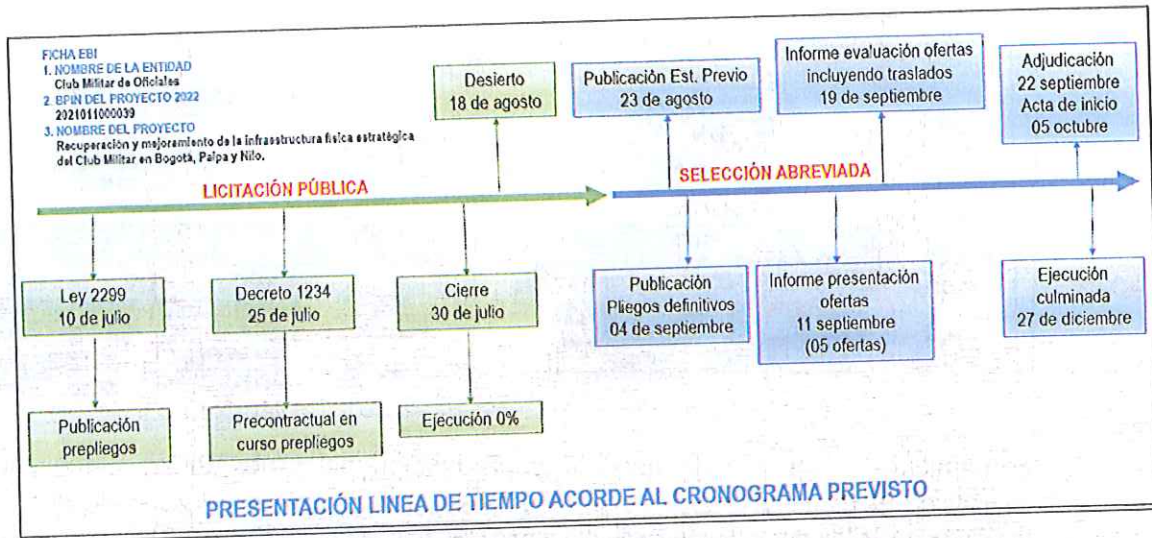 FICHA EBI
1. NOMBRE DE LA ENTIDAD
Club Militar de Oficiales
2. BPIN DEL PROYECTO 2022
2021011000039
3. NOMBRE DEL PROYECTO
Recuperación y mejoramiento de la infraestructura física estratégica
del Club Militar en Bogotá, Paipa y Nilo.
Desierto
18 de agosto
Publicación Est. Previo
23 de agosto
Informe evaluación ofertas
incluyendo traslados
19 de septiembre
Adjudicación
22 septiembre
Acta de inicio
05 octubre
LICITACIÓN PÚBLICA
SELECCIÓN ABREVIADA
Ley 2299
10 de julio
Decreto 1234
25 de julio
Cierre
30 de julio
Publicación
Pliegos definitivos
04 de septiembre
Informe presentación
ofertas
11 septiembre
(05 ofertas)
Ejecución
culminada
27 de diciembre
Publicación
prepliegos
Precontractual en
curso prepliegos
Ejecución 0%
PRESENTACIÓN LINEA DE TIEMPO ACORDE AL CRONOGRAMA PREVISTO